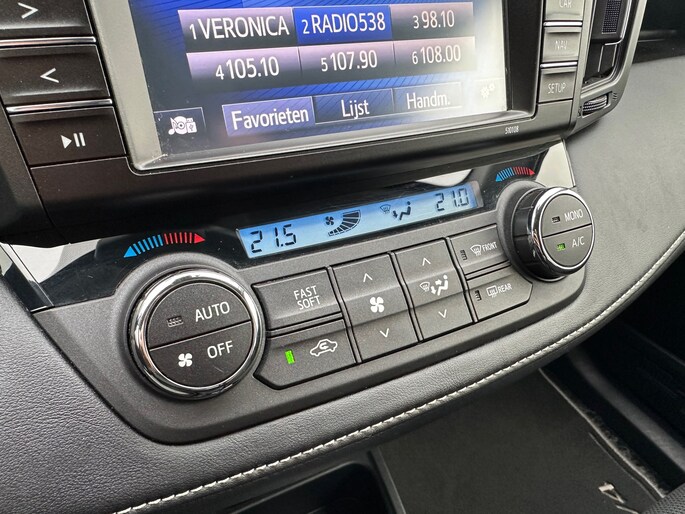 CAR
1 VERONICA 2 RADIO538 3 98.10
NAV
4 105.10 5 107.90 6 108.00
SETUP
Favorieten Lijst Handm.
510108
21.5 21.0
MONO
FAST
SOFT
FRONT
A/C
AUTO
REAR
OFF